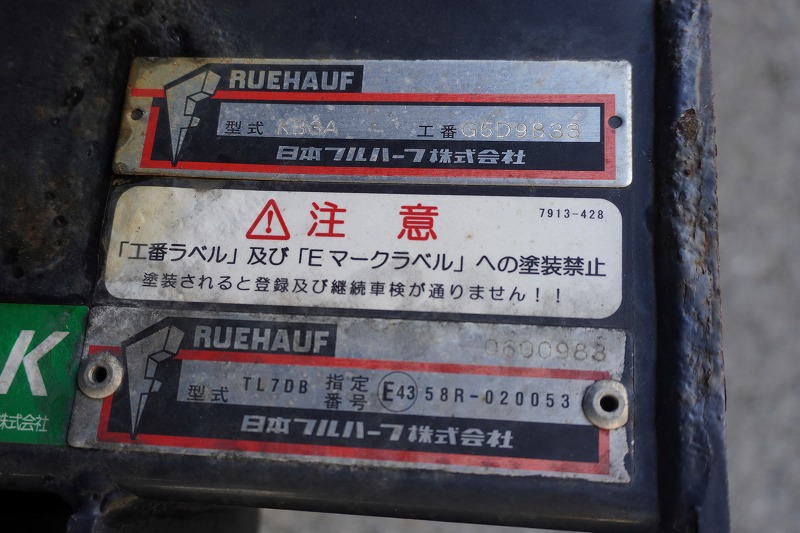 RUEHAUF
型式 KB3A - 工番 G5D9833
日本フルハーフ株式会社
注意 7913-428
「工番ラベル」及び「Eマークラベル」への塗装禁止
塗装されると登録及び継続車検が通りません!!
K
株式会社
RUEHAUF 0600983
型式 TL7DB 指定番号 E43 58R-020053
日本フルハーフ株式会社